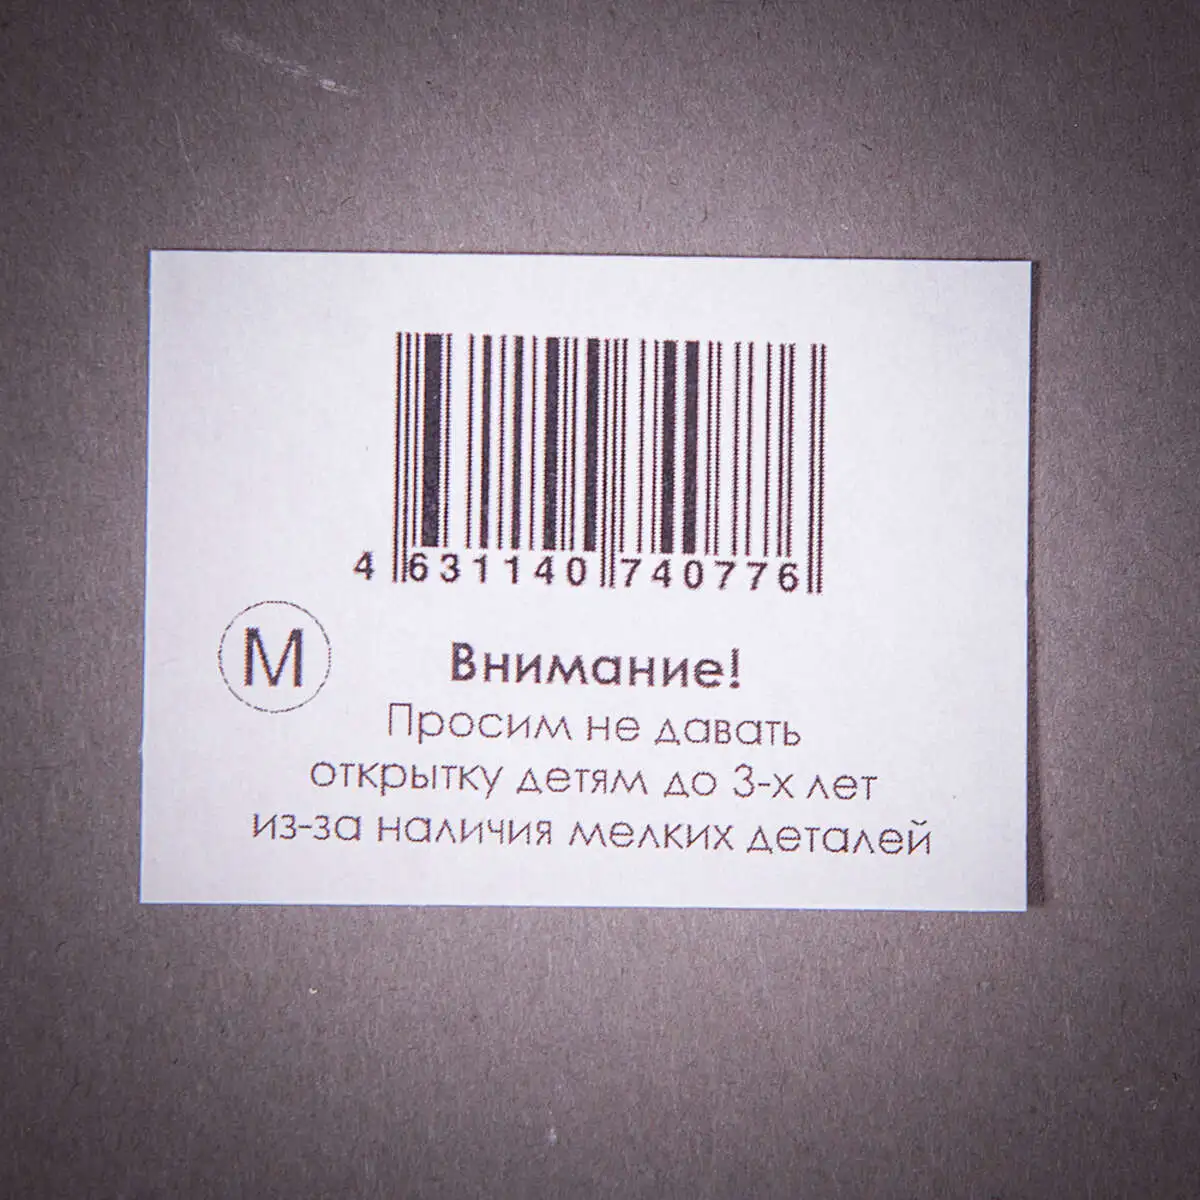 4 631140 740776
М
Внимание!
Просим не давать
открытку детям до 3-х лет
из-за наличия мелких деталей